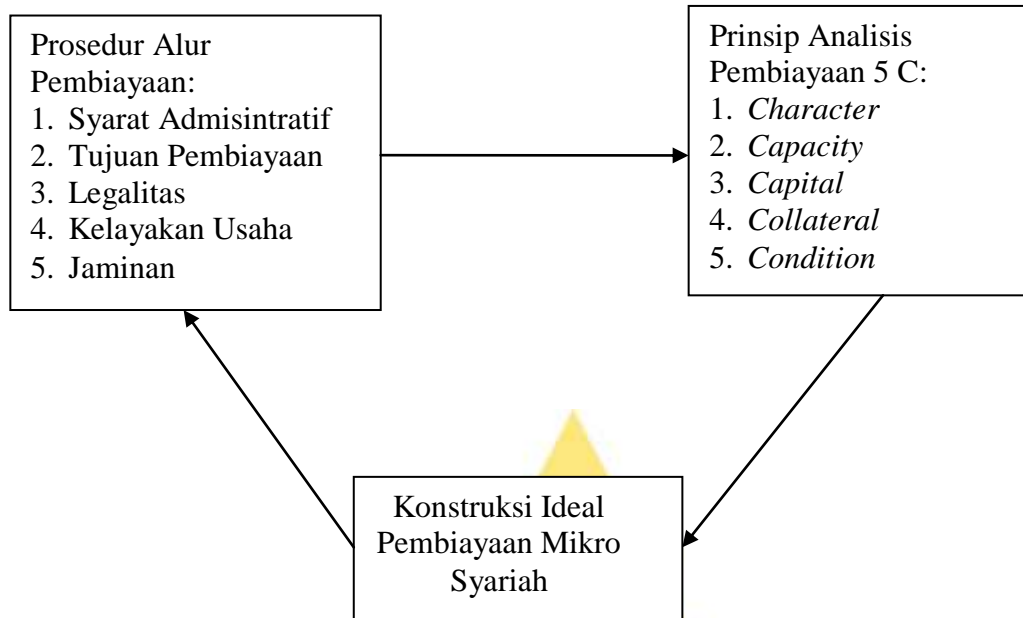 Prosedur Alur
Pembiayaan:
1. Syarat Admisintratif
2. Tujuan Pembiayaan
3. Legalitas
4. Kelayakan Usaha
5. Jaminan
Prinsip Analisis
Pembiayaan 5 C:
1. Character
2. Capacity
3. Capital
4. Collateral
5. Condition
Konstruksi Ideal
Pembiayaan Mikro
Syariah